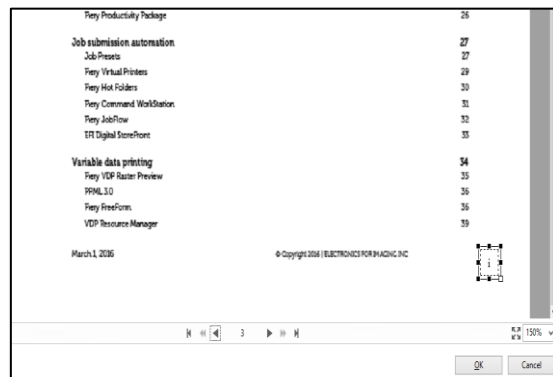 Fiery Productivity Package 26
Job submission automation 27
Job Presets 27
Fiery Virtual Printers 29
Fiery Hot Folders 30
Fiery Command WorkStation 31
Fiery JobFlow 32
EFI Digital StoreFront 33
Variable data printing 34
Fiery VDP Raster Preview 35
PPML 3.0 36
Fiery FreeForm 36
VDP Resource Manager 39
March 1, 2016 © Copyright 2016 | ELECTRONICS FOR IMAGING, INC i
3 150%
OK Cancel